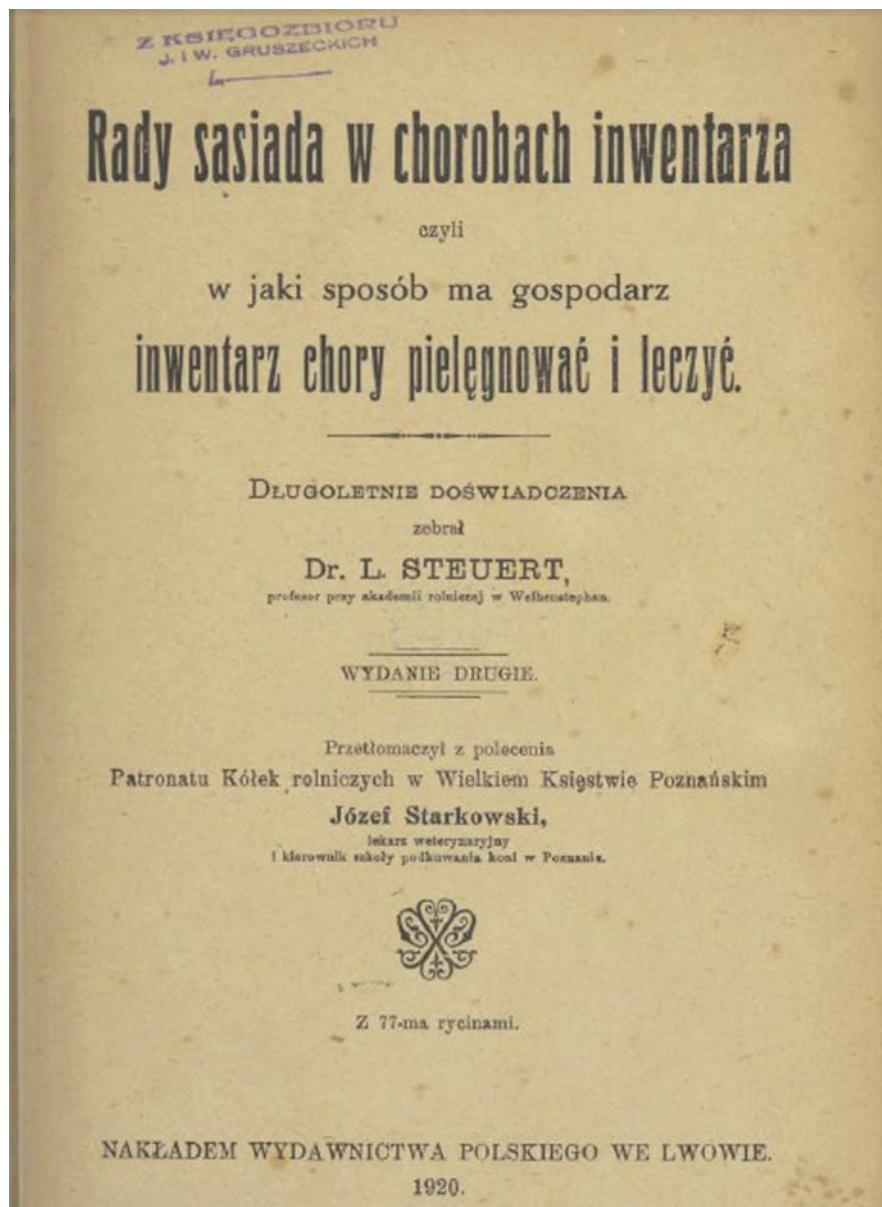 Z KSIĘGOZBIORU
J. I W. GRUSZECKICH
Rady sasiada w chorobach inwentarza
czyli
w jaki sposób ma gospodarz
inwentarz chory pielęgnować i leczyć.
DŁUGOLETNIE DOŚWIADCZENIA
zebrał
Dr. L. STEUERT,
profesor przy akademii rolniczej w Weihenstephan.
WYDANIE DRUGIE.
Przetłomaczył z polecenia
Patronatu Kółek rolniczych w Wielkiem Księstwie Poznańskim
Józef Starkowski,
lekarz weterynaryjny
i kierownik szkoły podkuwania koni w Poznaniu.
Z 77-ma rycinami.
NAKŁADEM WYDAWNICTWA POLSKIEGO WE LWOWIE.
1920.